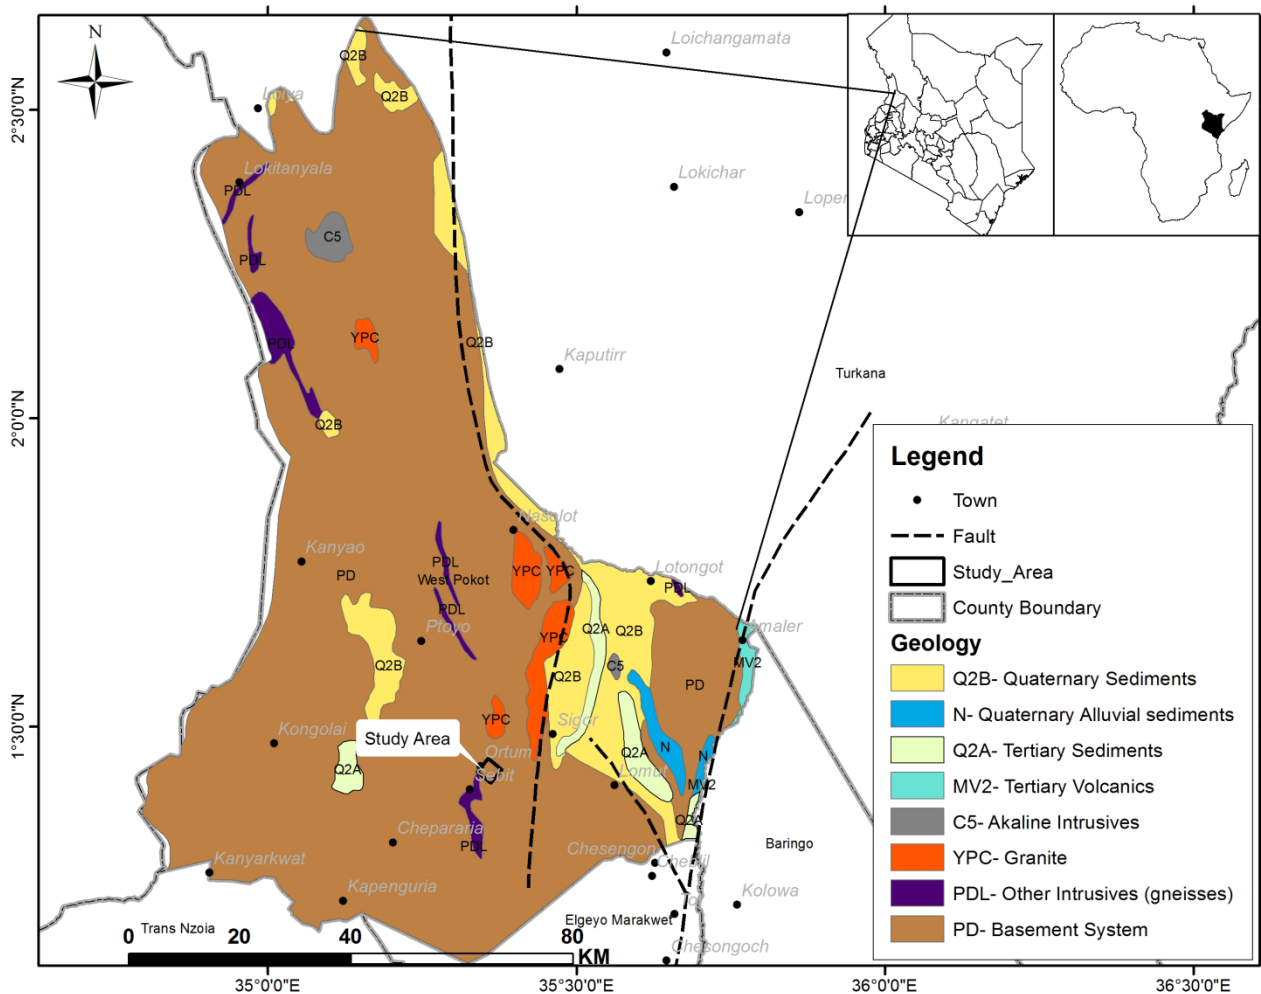 N
Loichangamata
Q2B
Q2B
Loiya
2°30'0"N
Lokitanyala
PDL
Lokichar
Loper
C5
PDL
YPC
PDL
Q2B
Kaputirr
Turkana
2°0'0"N
Q2B
Kangatet
Nasolot
Kanyao
PD
PDL
West Pokot
YPC
YPC
Lotongot
PDL
PDL
Ptoyo
YPC
Q2A
Q2B
Amaler
Q2B
Q2B
C5
MV2
PD
YPC
Sigor
1°30'0"N
Kongolai
Study Area
Ortum
Q2A
N
N
Q2A
Sebit
Lomut
MV2
Q2A
Chepararia
PDL
Chesengon
Cheblil
Baringo
Kanyarkwat
Kapenguria
Kolowa
To
Trans Nzoia
Elgeyo Marakwet
Chesongoch
0 20 40 80
KM
35°0'0"E 35°30'0"E 36°0'0"E 36°30'0"E
Legend
Town
Fault
Study_Area
County Boundary
Geology
Q2B- Quaternary Sediments
N- Quaternary Alluvial sediments
Q2A- Tertiary Sediments
MV2- Tertiary Volcanics
C5- Akaline Intrusives
YPC- Granite
PDL- Other Intrusives (gneisses)
PD- Basement System